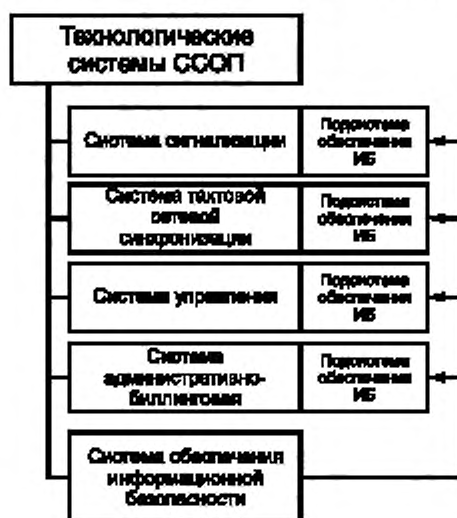 Технологические
системы ССОП
Система сигнализации
Подсистема
обеспечения
ИБ
Система тактовой
сетевой
синхронизации
Подсистема
обеспечения
ИБ
Система управления
Подсистема
обеспечения
ИБ
Система
административно-
биллинговая
Подсистема
обеспечения
ИБ
Система обеспечения
информационной
безопасности